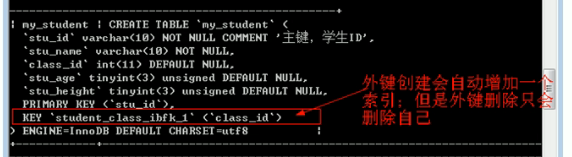 | my_student | CREATE TABLE `my_student` (
`stu_id` varchar(10) NOT NULL COMMENT '主键，学生ID',
`stu_name` varchar(10) NOT NULL,
`class_id` int(11) DEFAULT NULL,
`stu_age` tinyint(3) unsigned DEFAULT NULL,
`stu_height` tinyint(3) unsigned DEFAULT NULL,
PRIMARY KEY (`stu_id`),
KEY `student_class_ibfk_1` (`class_id`)
) ENGINE=InnoDB DEFAULT CHARSET=utf8 |
外键创建会自动增加一个
索引；但是外键删除只会
删除自己